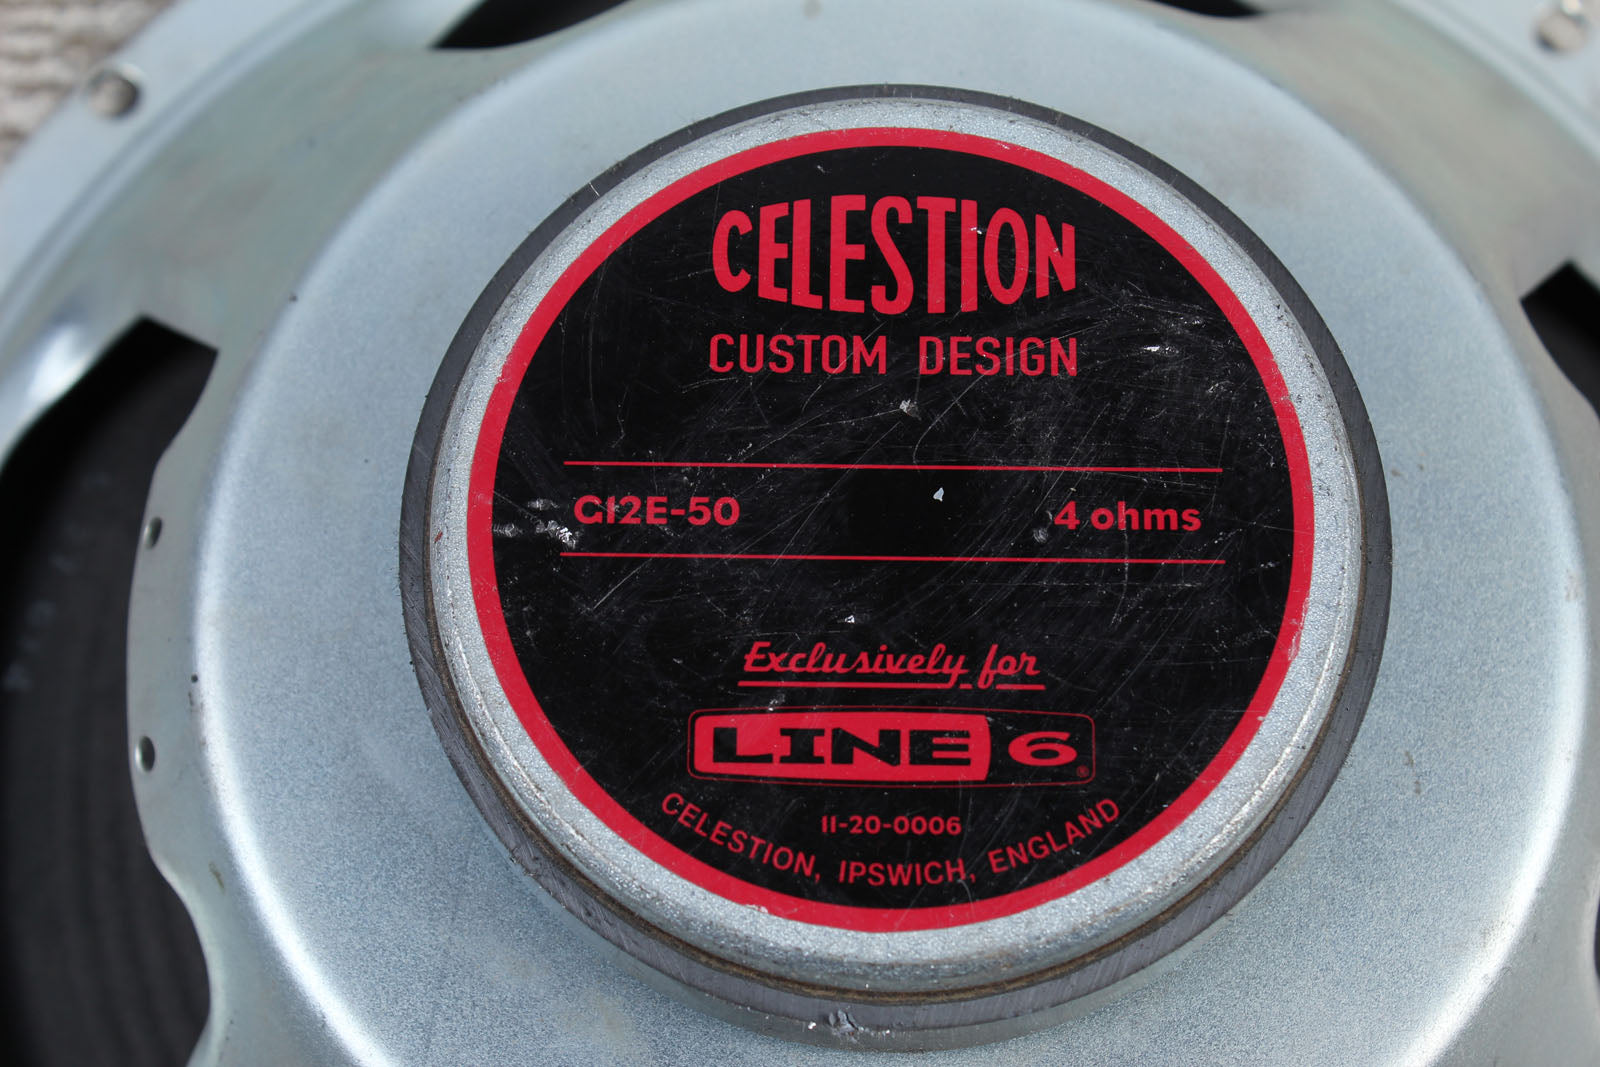 CELESTION
CUSTOM DESIGN
G12E-50 4 ohms
Exclusively for
LINE 6®
11-20-0006
CELESTION, IPSWICH, ENGLAND